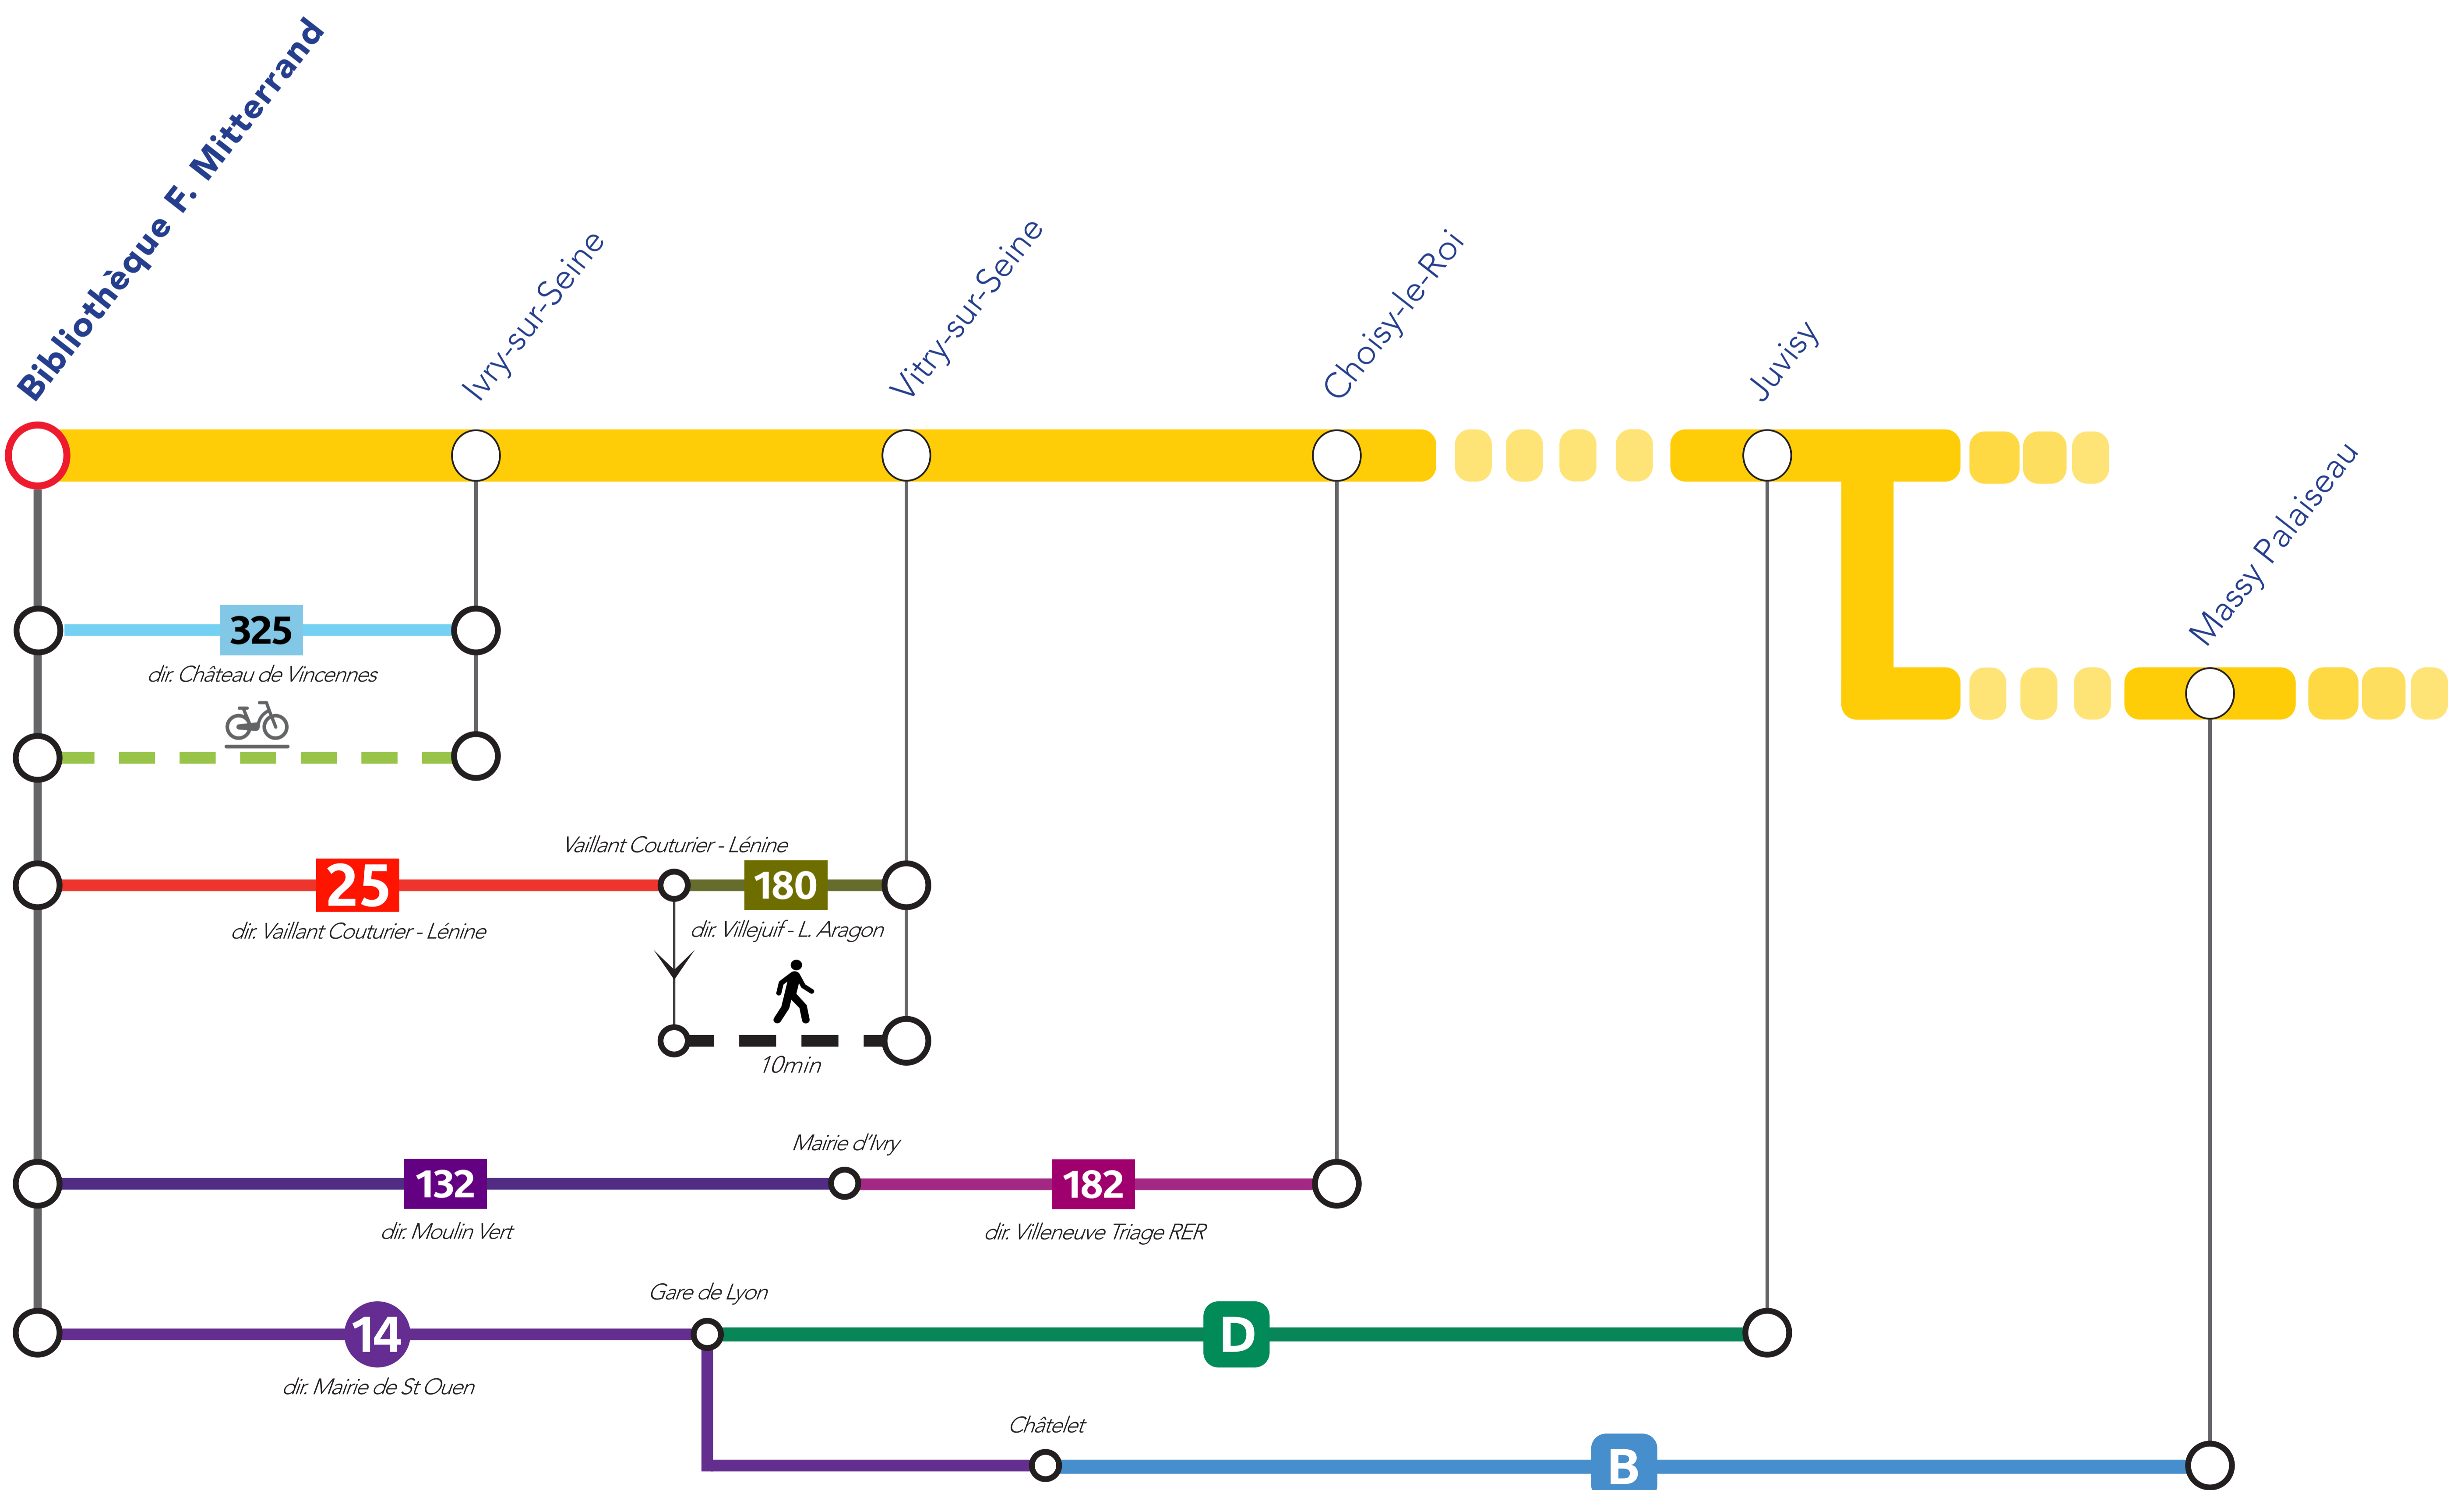 Bibliothèque F. Mitterrand
Ivry-sur-Seine
Vitry-sur-Seine
Choisy-le-Roi
Juvisy
Massy Palaiseau
325
dir. Château de Vincennes
Vaillant Couturier - Lénine
25
180
dir. Vaillant Couturier - Lénine
dir. Villejuif - L. Aragon
10min
Mairie d'Ivry
132
182
dir. Moulin Vert
dir. Villeneuve Triage RER
Gare de Lyon
14
D
dir. Mairie de St Ouen
Châtelet
B